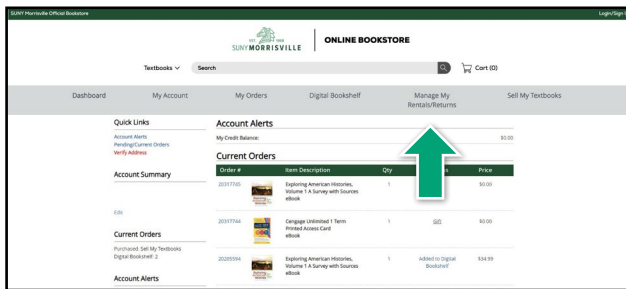 SUNY Morrisville Official Bookstore
Login/Sign
EST. 1908
SUNY MORRISVILLE
ONLINE BOOKSTORE
Textbooks
Search
Cart (0)
Dashboard
My Account
My Orders
Digital Bookshelf
Manage My
Rentals/Returns
Sell My Textbooks
Quick Links
Account Alerts
Pending/Current Orders
Verify Address
Account Summary
Edit
Current Orders
Purchased: Sell My Textbooks
Digital Bookshelf: 2
Account Alerts
Account Alerts
My Credit Balance:
$0.00
Current Orders
Order # Item Description Qty s Price
20317745 Exploring American Histories, 1 $0.00
Volume 1 A Survey with Sources
eBook
20317744 Cengage Unlimited 1 Term 1 Gift $0.00
Printed Access Card
eBook
20295594 Exploring American Histories, 1 Added to Digital $34.99
Volume 1 A Survey with Sources Bookshelf
eBook